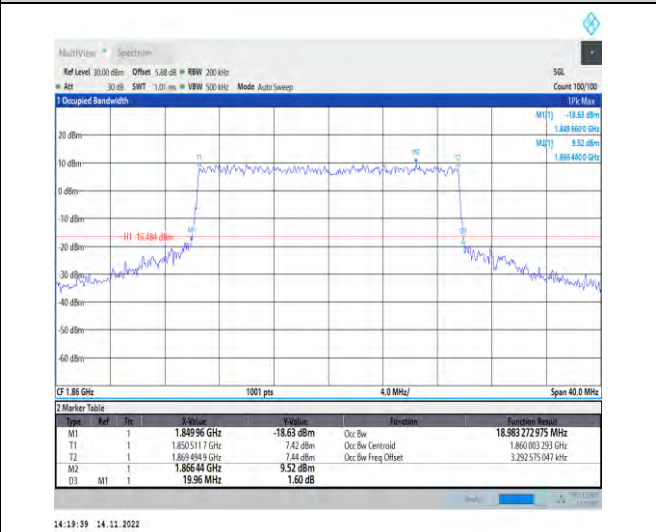 MultiView Spectrum
Ref Level 30.00 dBm Offset 5.88 dB RBW 200 kHz SGL
Att 30 dB SWT 1.01 ms VBW 500 kHz Mode Auto Sweep Count 100/100
1 Occupied Bandwidth 1Pk Max
M1[1] -18.63 dBm
1.849 960 0 GHz
20 dBm M2[1] 9.52 dBm
1.866 440 0 GHz
M2
T1 T2
10 dBm
0 dBm
-10 dBm
M1 D3
H1 -16.484 dBm
-20 dBm
-30 dBm
-40 dBm
-50 dBm
-60 dBm
CF 1.86 GHz 1001 pts 4.0 MHz/ Span 40.0 MHz
2 Marker Table
Type Ref Trc X-Value Y-Value Function Function Result
M1 1 1.849 96 GHz -18.63 dBm Occ Bw 18.983 272 975 MHz
T1 1 1.850 511 7 GHz 7.42 dBm Occ Bw Centroid 1.860 003 293 GHz
T2 1 1.869 494 9 GHz 7.44 dBm Occ Bw Freq Offset 3.292 575 047 kHz
M2 1 1.866 44 GHz 9.52 dBm
D3 M1 1 19.96 MHz 1.60 dB
14:19:39 14.11.2022